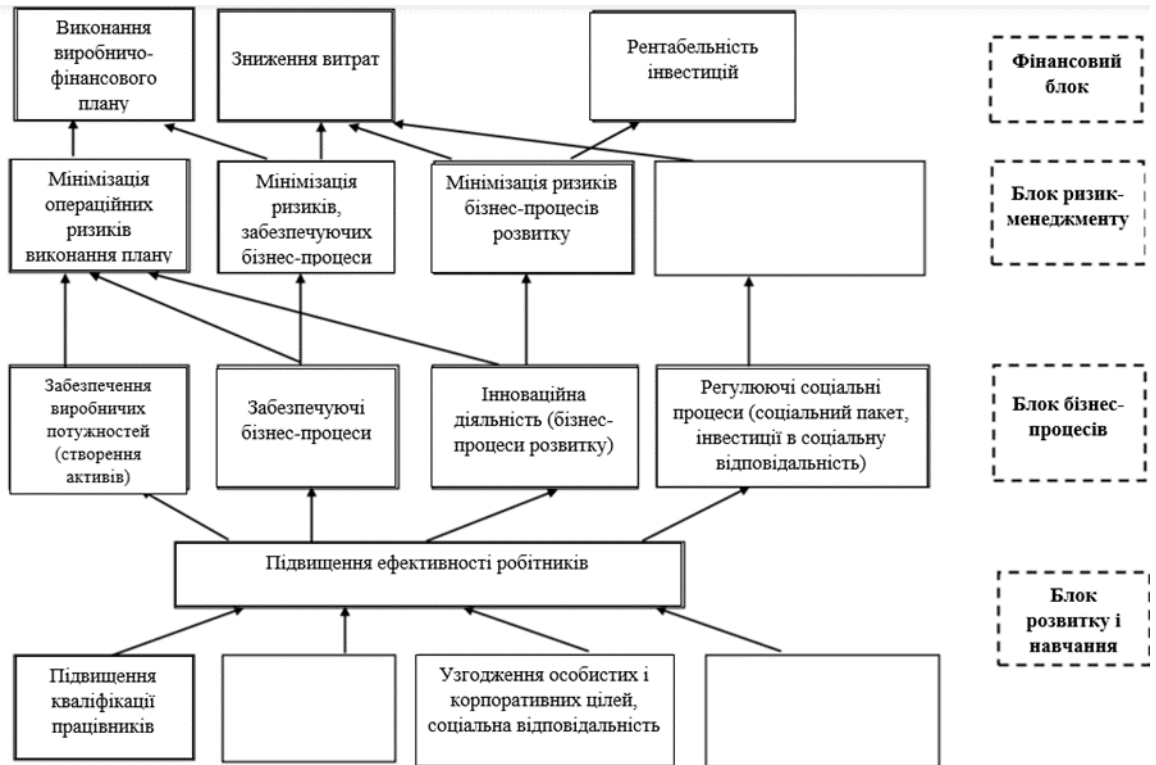 Виконання
виробничо-
фінансового
плану
Зниження витрат
Рентабельність
інвестицій
Фінансовий
блок
Мінімізація
операційних
ризиків
виконання плану
Мінімізація
ризиків,
забезпечуючих
бізнес-процеси
Мінімізація ризиків
бізнес-процесів
розвитку
Блок ризик-
менеджменту
Забезпечення
виробничих
потужностей
(створення
активів)
Забезпечуючі
бізнес-процеси
Інноваційна
діяльність (бізнес-
процеси розвитку)
Регулюючі соціальні
процеси (соціальний пакет,
інвестиції в соціальну
відповідальність)
Блок бізнес-
процесів
Підвищення ефективності робітників
Блок
розвитку і
навчання
Підвищення
кваліфікації
працівників
Узгодження особистих і
корпоративних цілей,
соціальна відповідальність